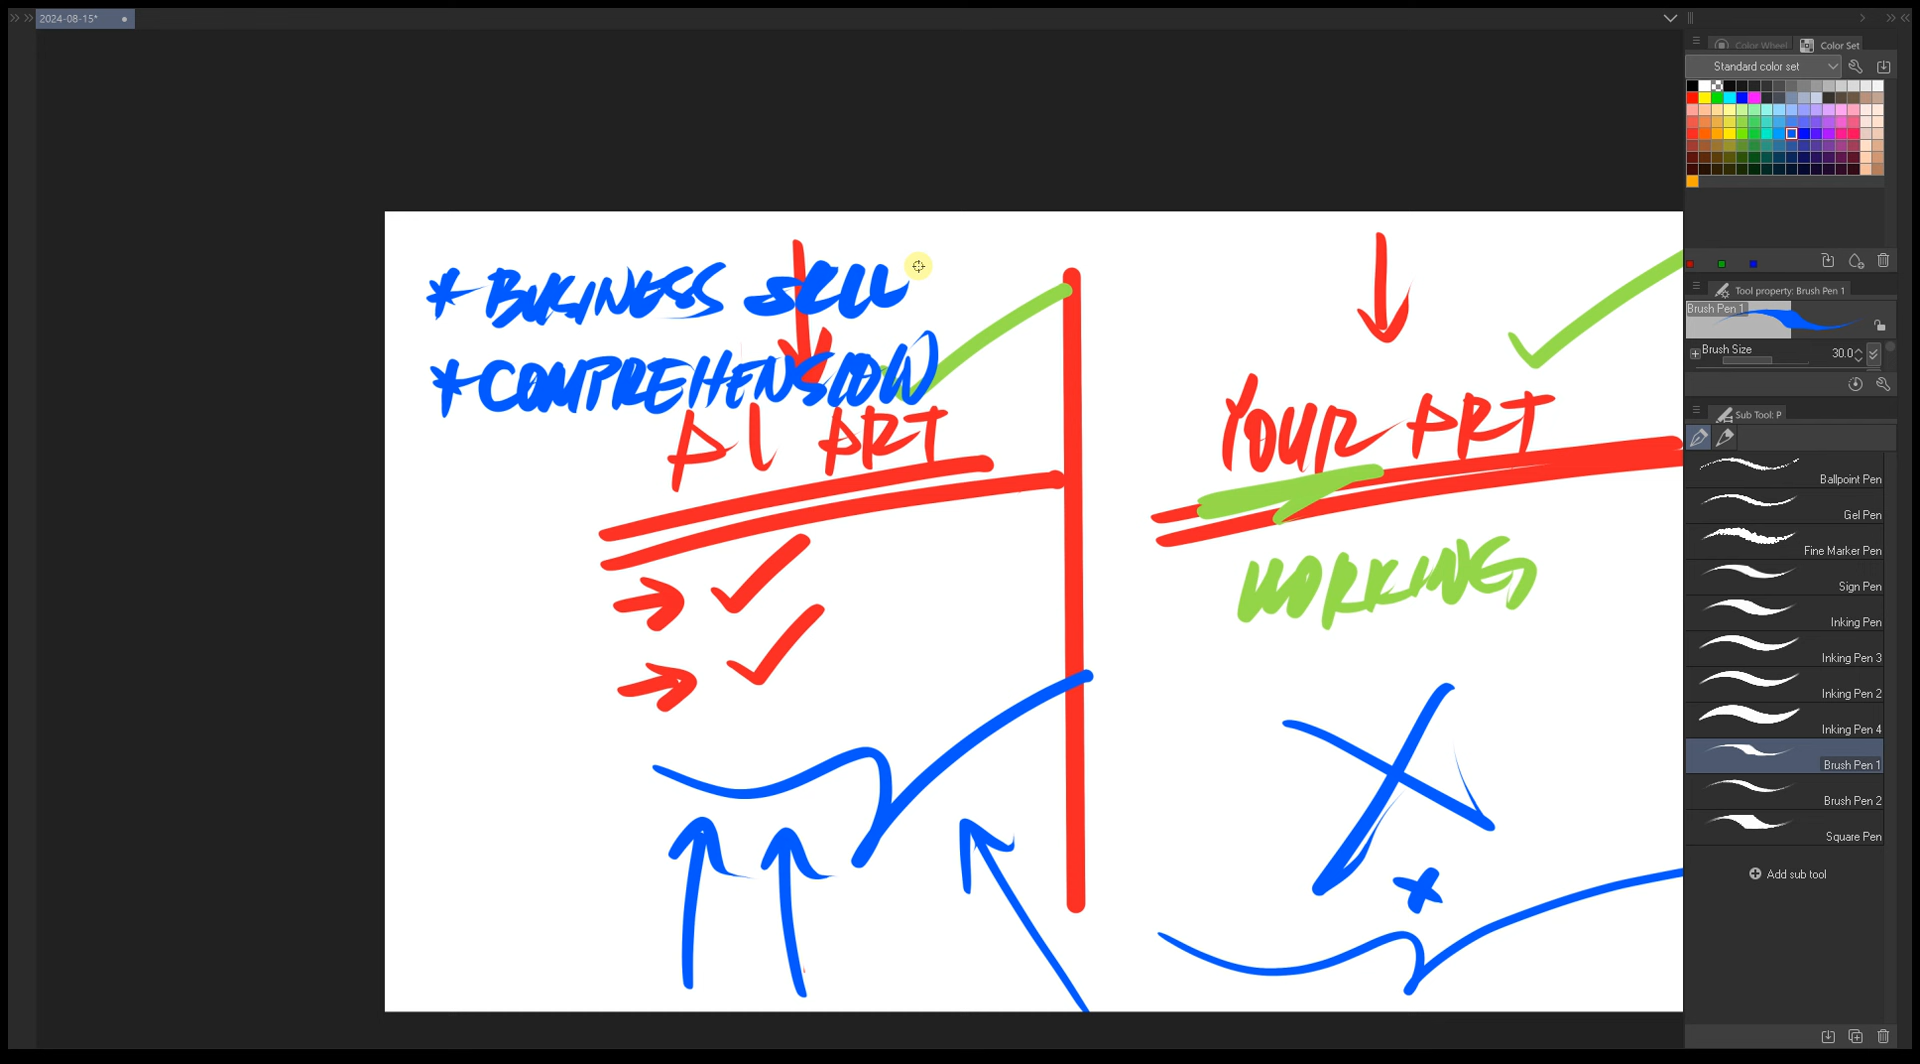 2024-08-15*
Color Wheel
Color Set
Standard color set
* BUSINESS SKILL
* COMPREHENSION
AI ART
YOUR ART
WORKING
Tool property: Brush Pen 1
Brush Pen 1
Brush Size 30.0
Sub Tool: P
Ballpoint Pen
Gel Pen
Fine Marker Pen
Sign Pen
Inking Pen
Inking Pen 3
Inking Pen 2
Inking Pen 4
Brush Pen 1
Brush Pen 2
Square Pen
Add sub tool